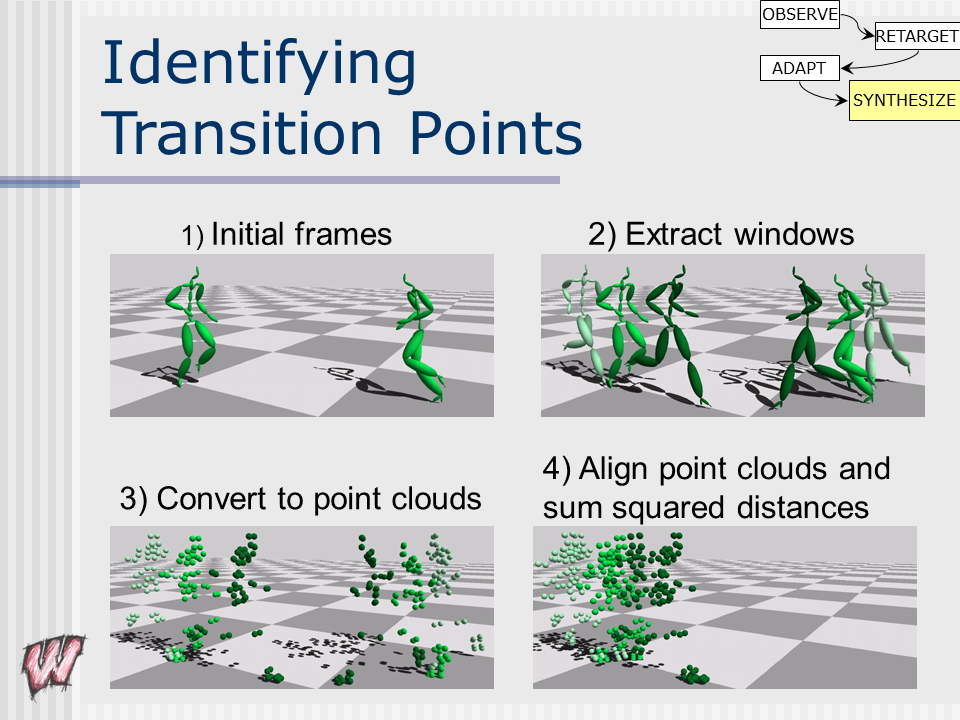 Identifying
Transition Points
OBSERVE
RETARGET
ADAPT
SYNTHESIZE
1) Initial frames
2) Extract windows
3) Convert to point clouds
4) Align point clouds and
sum squared distances
W